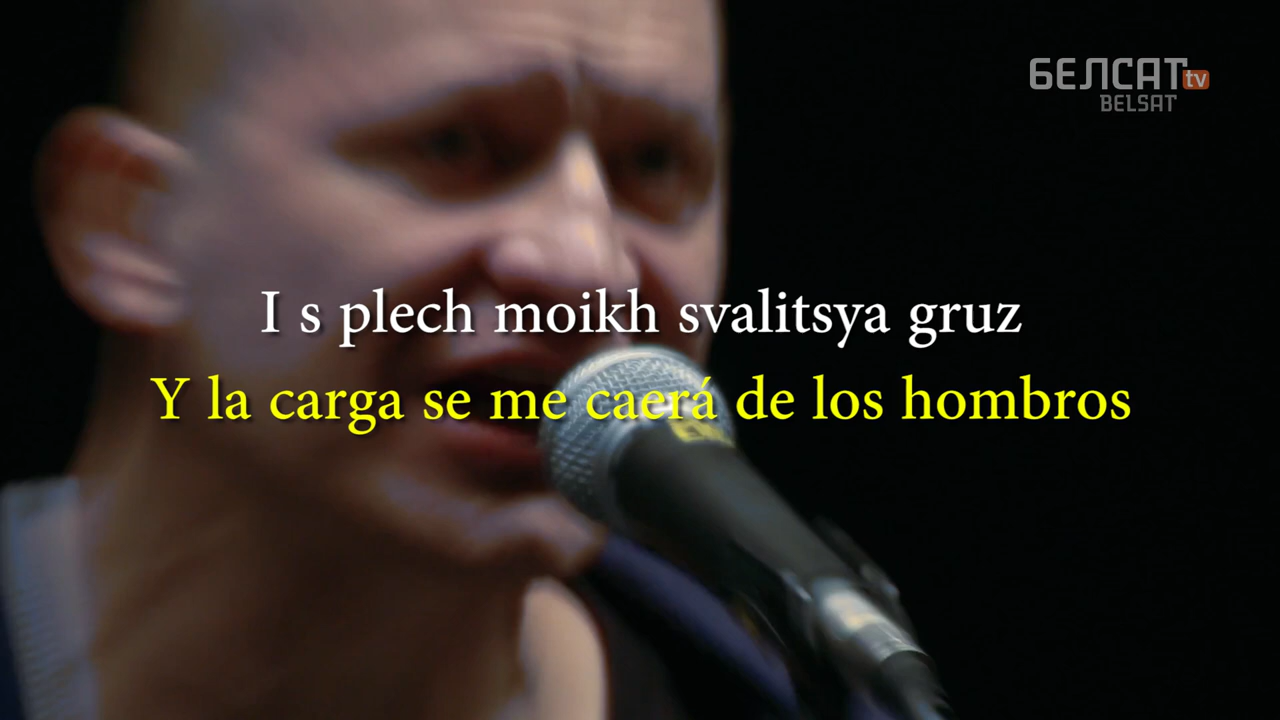 БЕЛСАТ tv
BELSAT
I s plech moikh svalitsya gruz
Y la carga se me caerá de los hombros